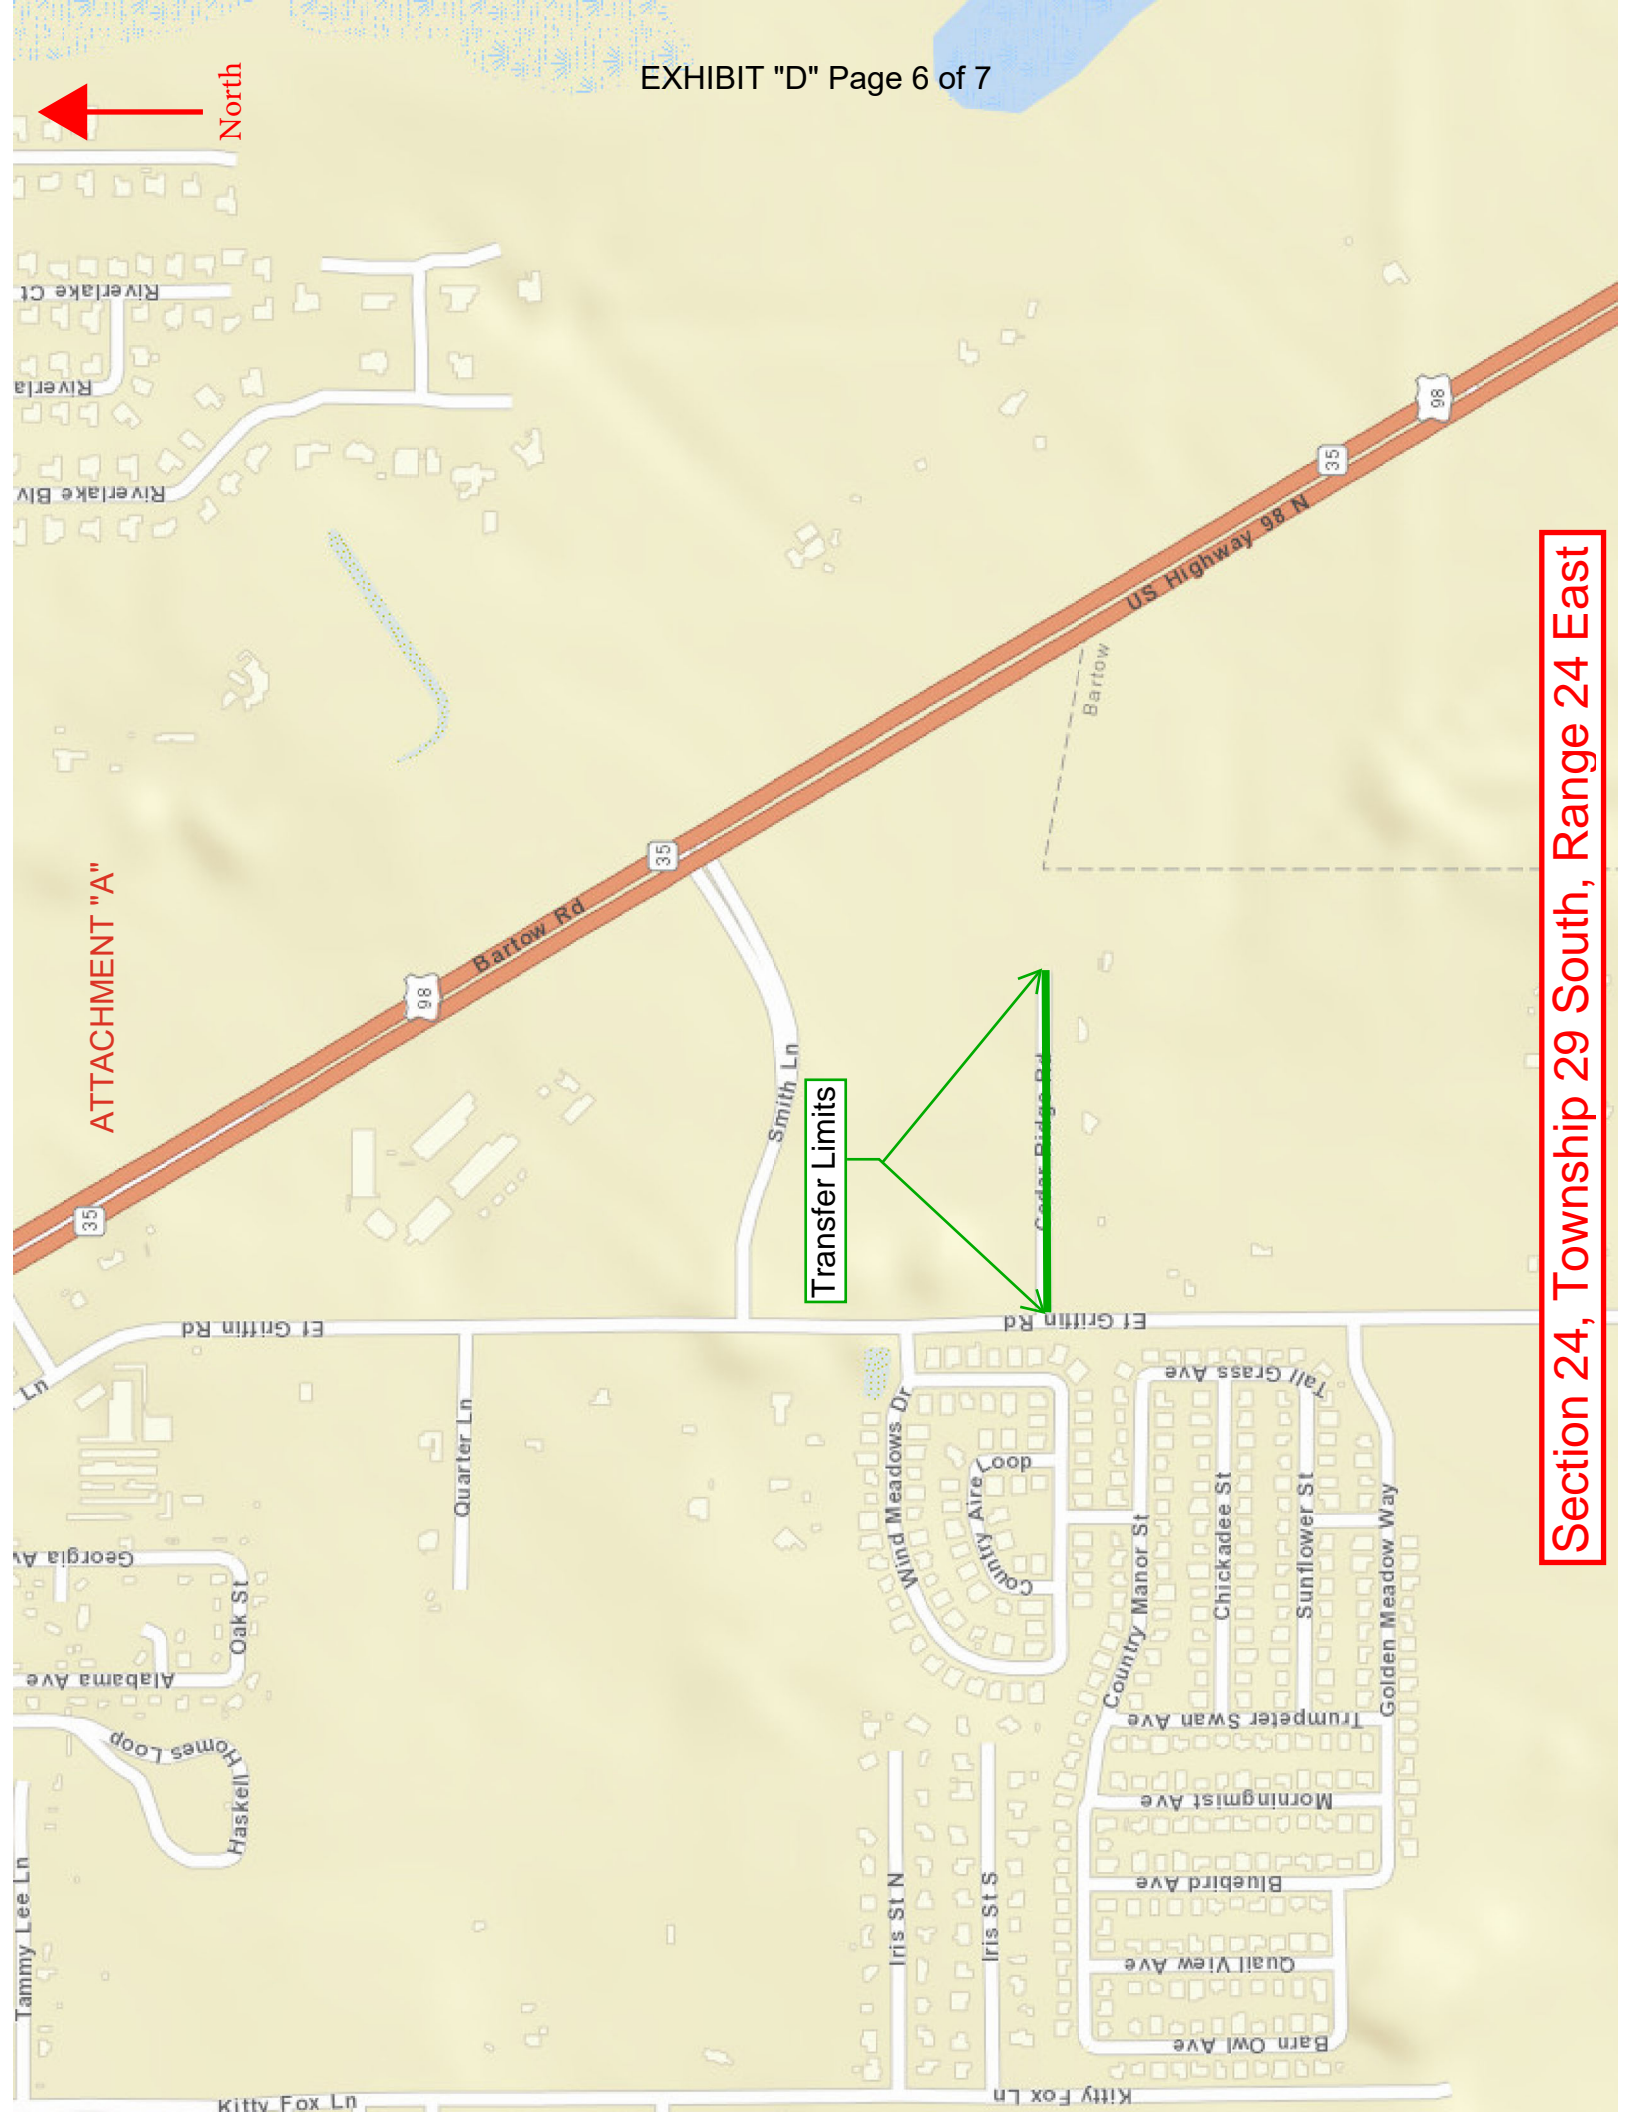 EXHIBIT "D" Page 6 of 7
North
ATTACHMENT "A"
Riverlake Ct
Riverla
Riverlake Blv
35
98
Bartow Rd
35
US Highway 98 N
35
98
Bartow
Smith Ln
Transfer Limits
Cedar Ridge Rd
Ef Griffin Rd
Ef Griffin Rd
Ln
Quarter Ln
Georgia Av
Oak St
Alabama Ave
Haskell Homes Loop
Tammy Lee Ln
Kitty Fox Ln
Kitty Fox Ln
Wind Meadows Dr
Country Aire Loop
Tall Grass Ave
Country Manor St
Chickadee St
Sunflower St
Golden Meadow Way
Trumpeter Swan Ave
Morningmist Ave
Bluebird Ave
Quail View Ave
Barn Owl Ave
Iris St N
Iris St S
Section 24, Township 29 South, Range 24 East